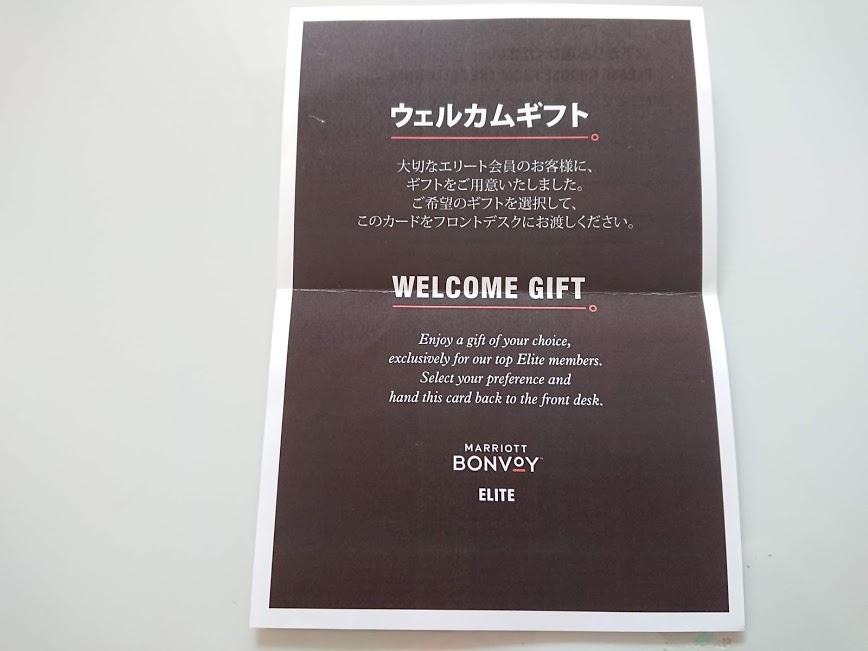 ウェルカムギフト
大切なエリート会員のお客様に、
ギフトをご用意いたしました。
ご希望のギフトを選択して、
このカードをフロントデスクにお渡しください。
WELCOME GIFT
Enjoy a gift of your choice,
exclusively for our top Elite members.
Select your preference and
hand this card back to the front desk.
MARRIOTT
BONVOY™
ELITE